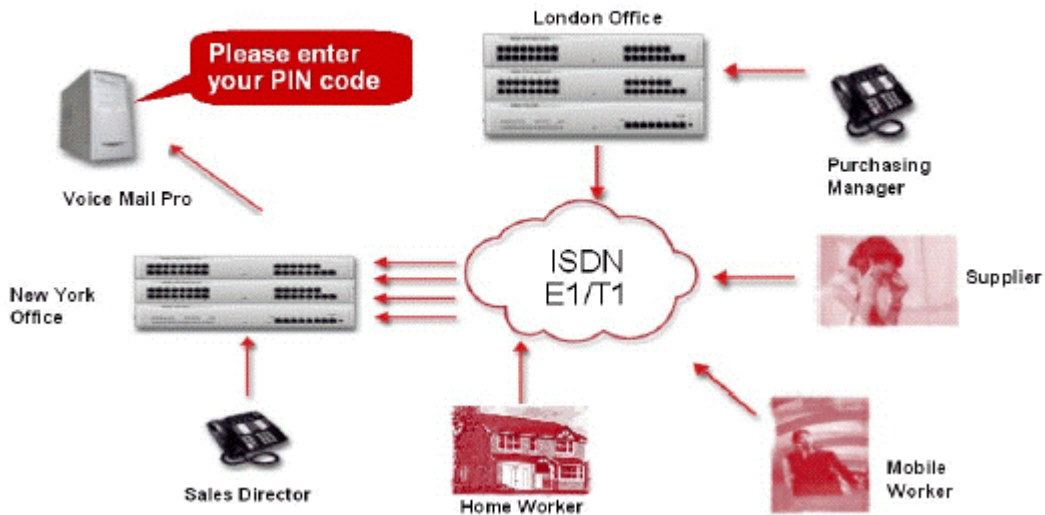 London Office
Please enter
your PIN code
Purchasing
Manager
Voice Mail Pro
ISDN
E1/T1
Supplier
New York
Office
Mobile
Worker
Sales Director
Home Worker